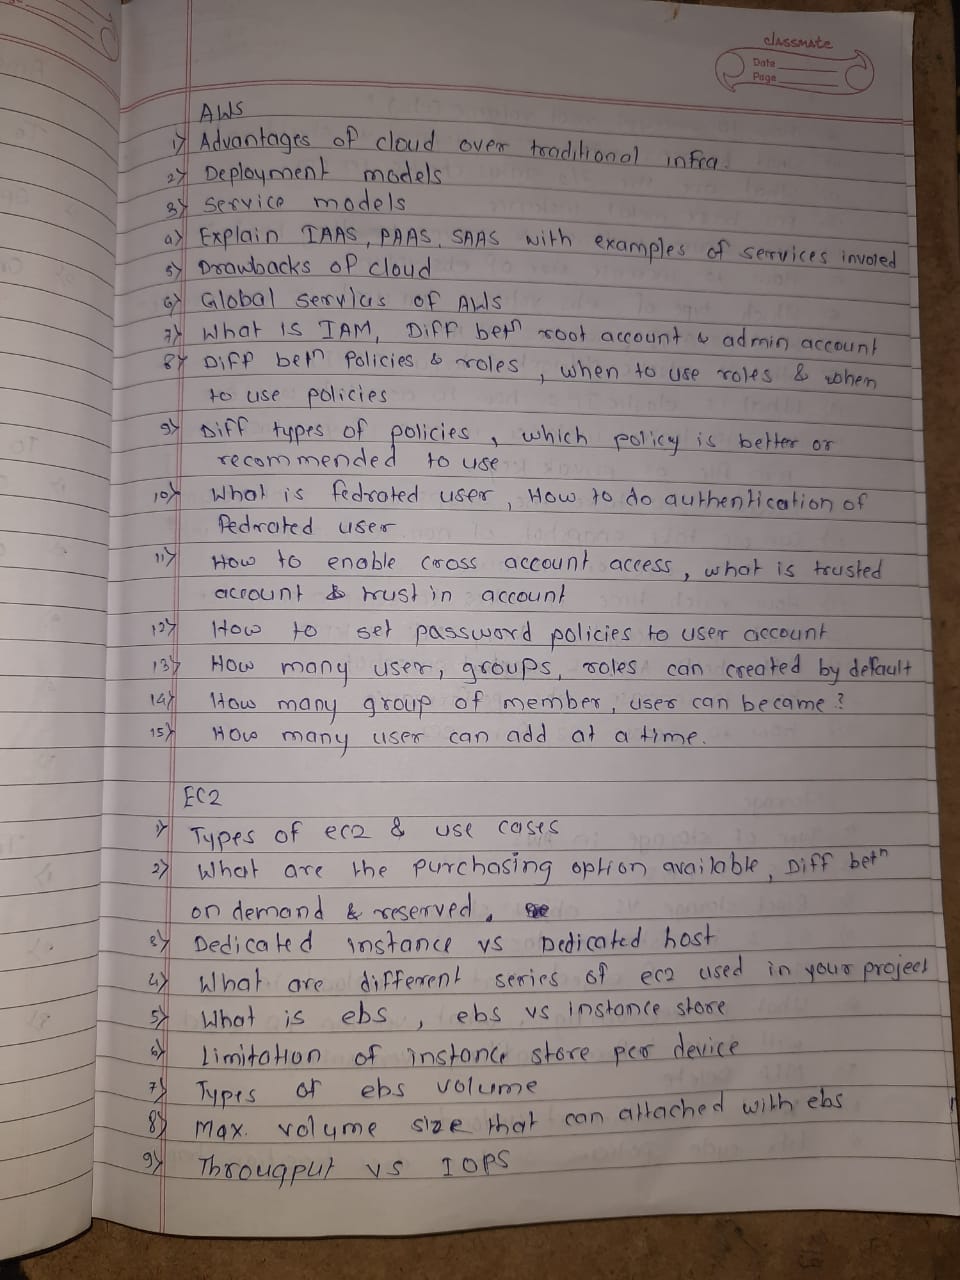 classmate
Date
Page
AWS
1) Advantages of cloud over traditional infra.
2) Deployment models
3) Service models
a) Explain IAAS, PAAS, SAAS with examples of services involed
5) Drawbacks of cloud
6) Global servics of AWS
7) What is IAM, Diff betn root account & admin account
8) Diff betn Policies & roles, when to use roles & when
to use policies
9) Diff types of policies, which policy is better or
recommended to use
10) What is fedrated user, How to do authentication of
fedrated user
11) How to enable cross account access, what is trusted
account & trustin account
12) How to set password policies to user account
13) How many user, groups, roles can created by default
14) How many group of member, user can became?
15) How many user can add at a time.
EC2
1) Types of ec2 & use cases
2) What are the purchasing option available, Diff betn
on demand & reserved.
3) Dedicated instance vs Dedicated host
4) What are different series of ec2 used in your project
5) What is ebs, ebs vs instance store
6) Limitation of instance store per device
7) Types of ebs volume
8) Max. volume size that can attached with ebs
9) Througput vs IOPS